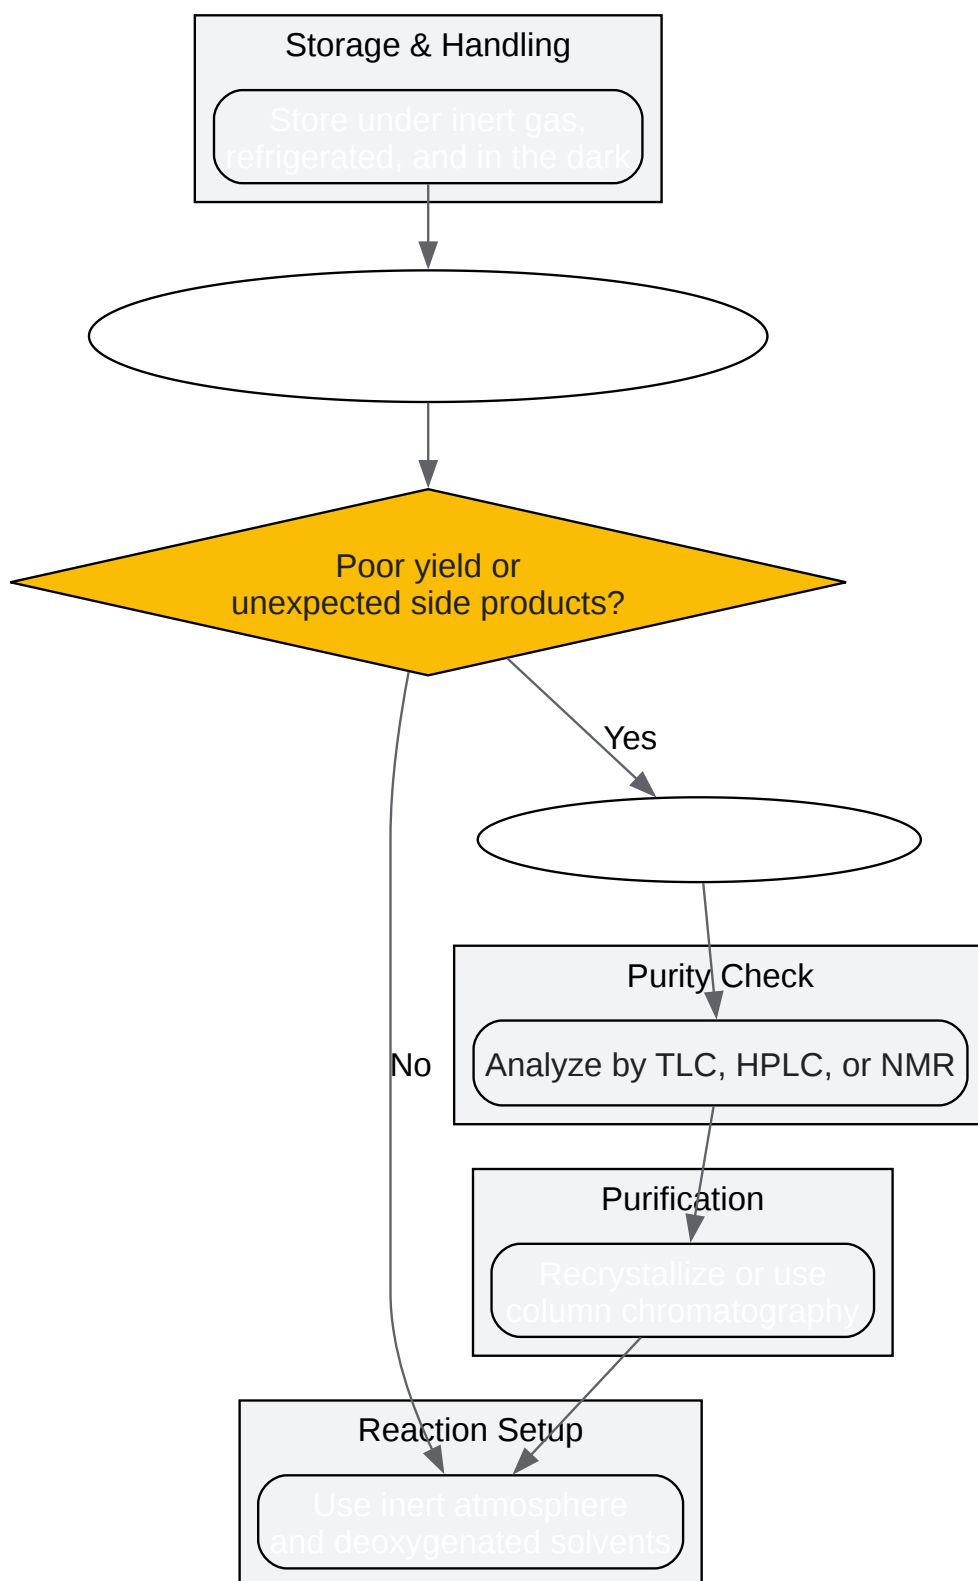 Storage & Handling
Store under inert gas,
refrigerated, and in the dark
Poor yield or
unexpected side products?
Yes
Purity Check
No
Analyze by TLC, HPLC, or NMR
Purification
Recrystallize or use
column chromatography
Reaction Setup
Use inert atmosphere
and deoxygenated solvents